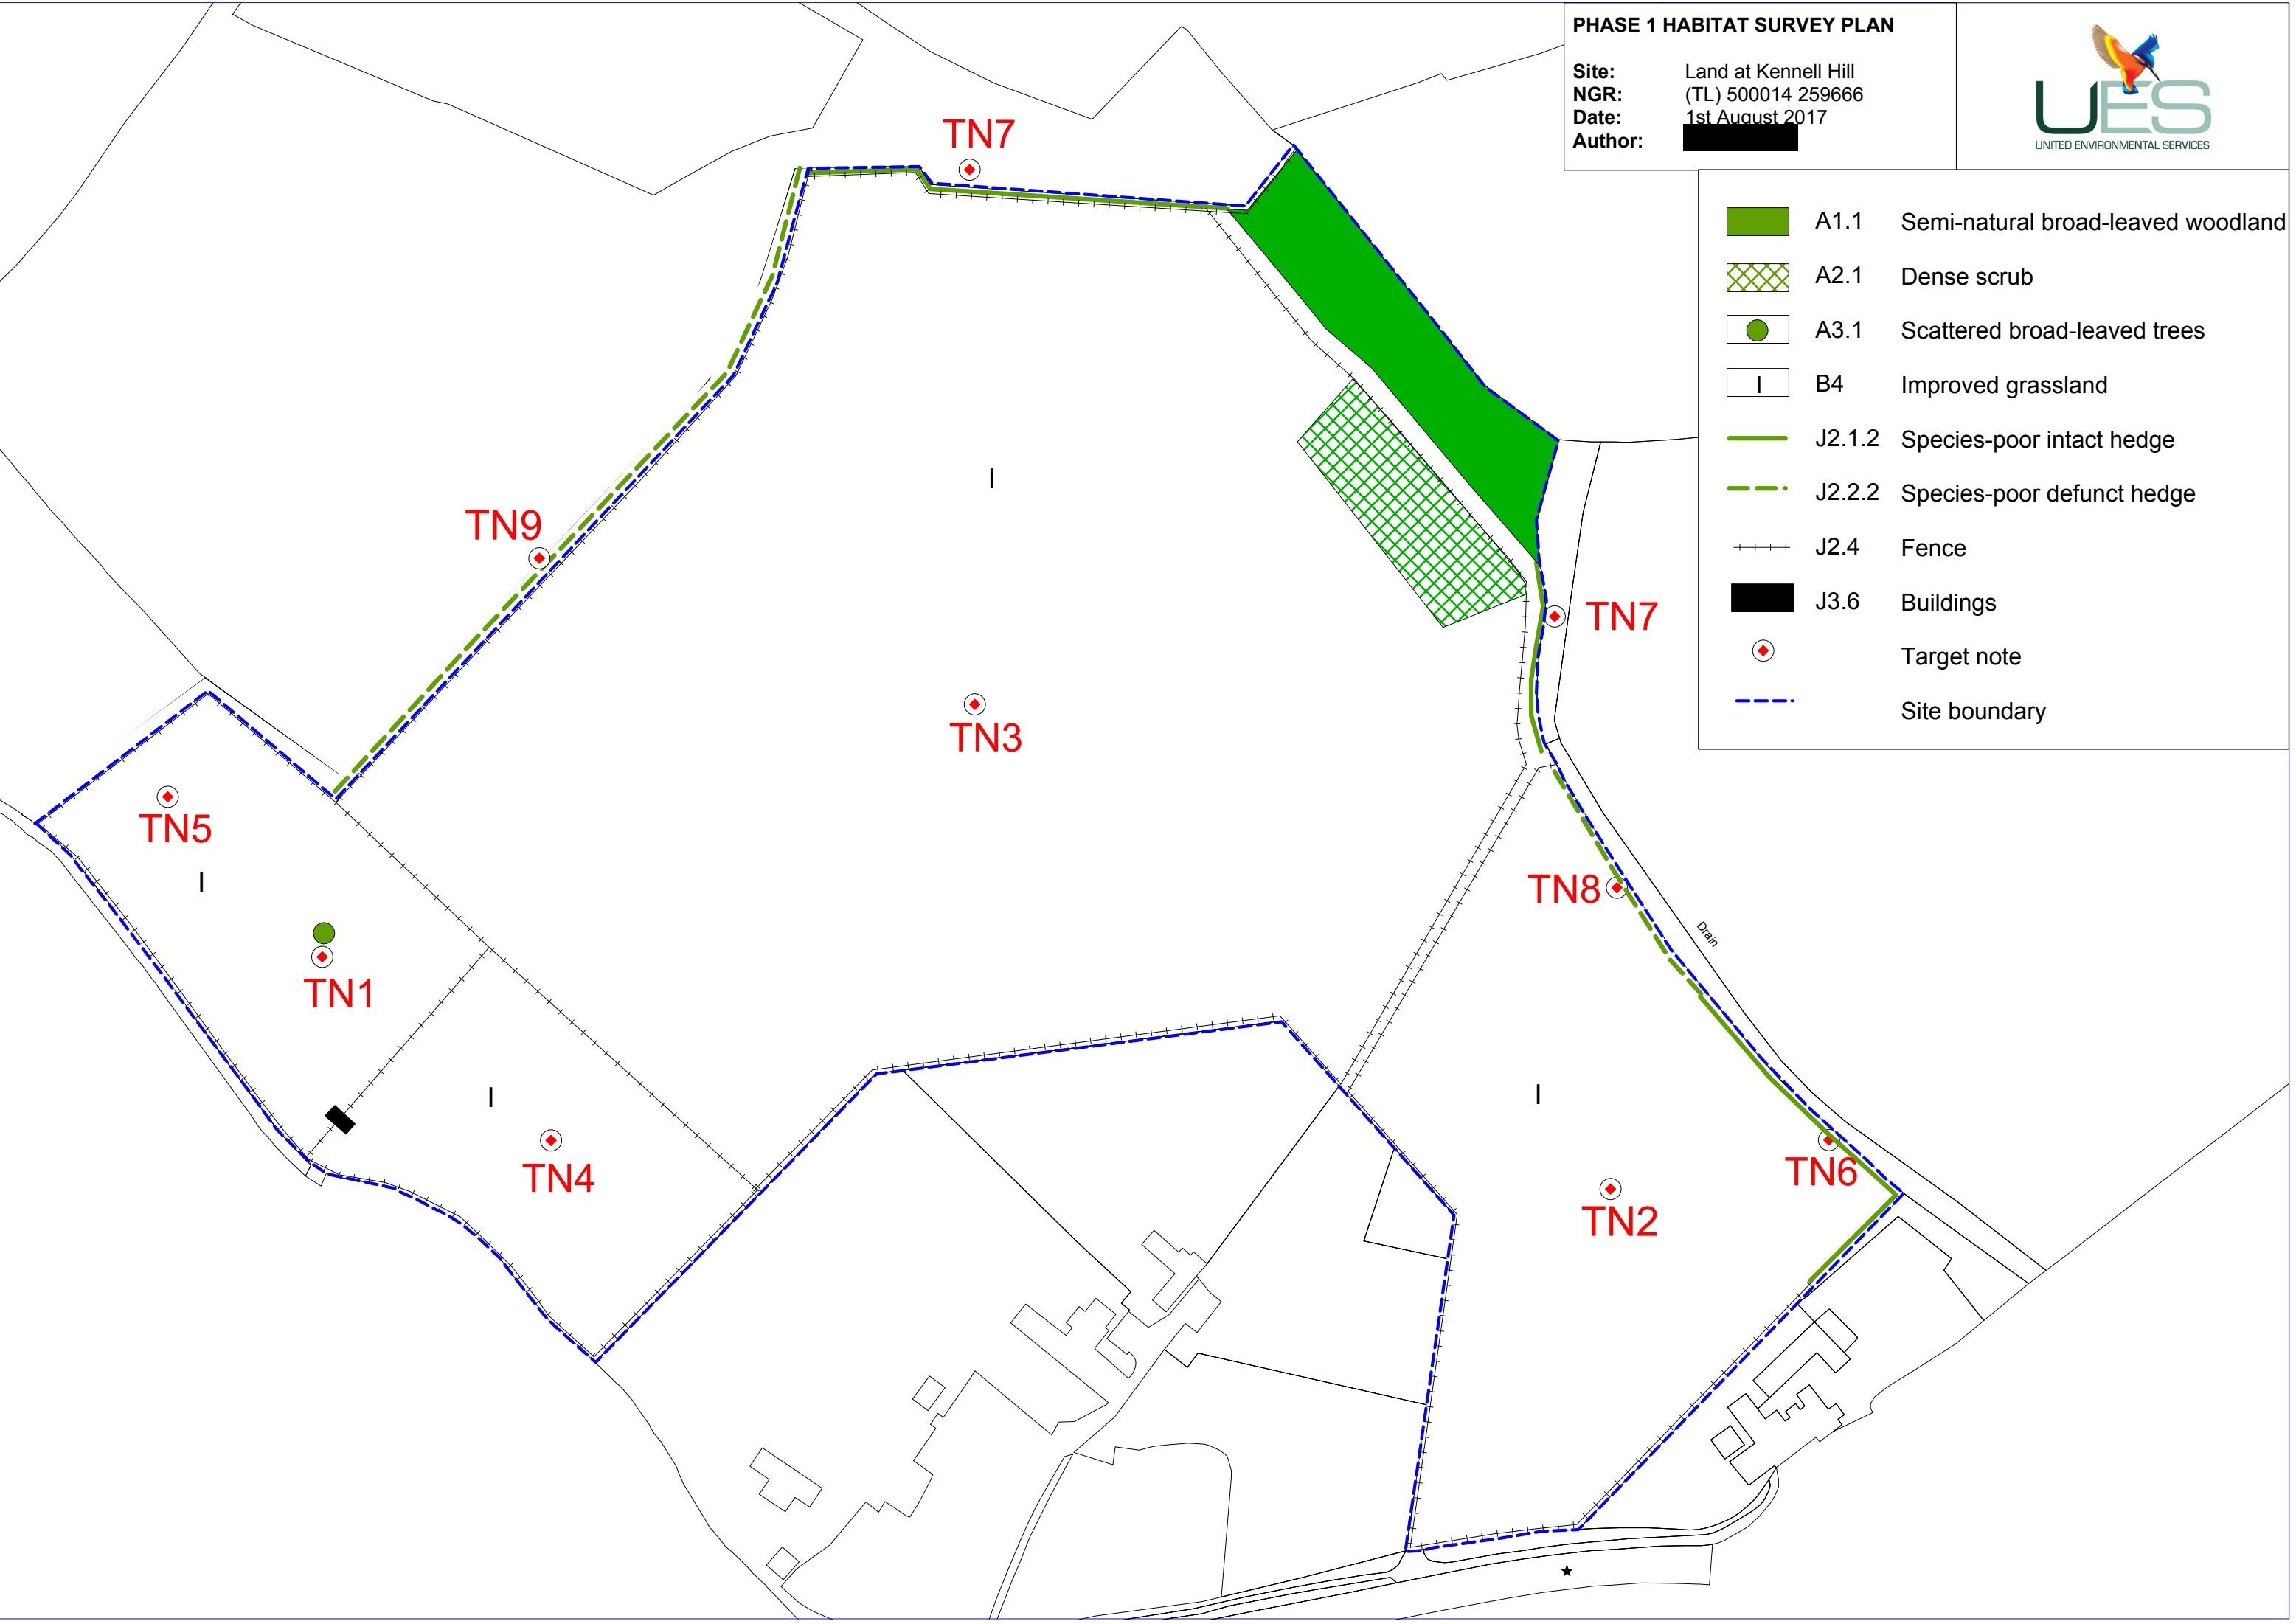 PHASE 1 HABITAT SURVEY PLAN
Site: Land at Kennell Hill
NGR: (TL) 500014 259666
Date: 1st August 2017
Author:
UES
UNITED ENVIRONMENTAL SERVICES
A1.1 Semi-natural broad-leaved woodland
A2.1 Dense scrub
A3.1 Scattered broad-leaved trees
I B4 Improved grassland
J2.1.2 Species-poor intact hedge
J2.2.2 Species-poor defunct hedge
J2.4 Fence
J3.6 Buildings
Target note
Site boundary
TN7
I
TN9
TN7
TN3
TN5
I
TN8
Drain
TN1
I
I
TN4
TN6
TN2